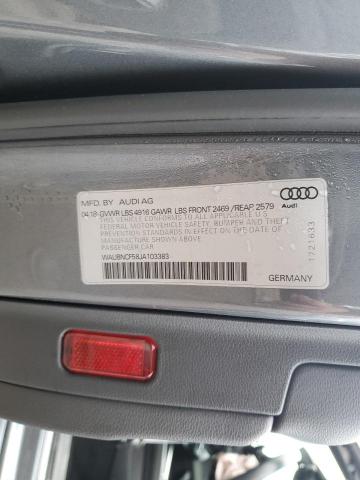 MFD. BY AUDI AG
04.18 GVWR LBS 4916 GAWR LBS FRONT 2469 /REAR 2579
THIS VEHICLE CONFORMS TO ALL APPLICABLE U.S.
FEDERAL MOTOR VEHICLE SAFETY, BUMPER AND THEFT
PREVENTION STANDARDS IN EFFECT ON THE DATE OF
MANUFACTURE SHOWN ABOVE
PASSENGER CAR
WAUBNCF58JA103383
Audi
1721633
GERMANY